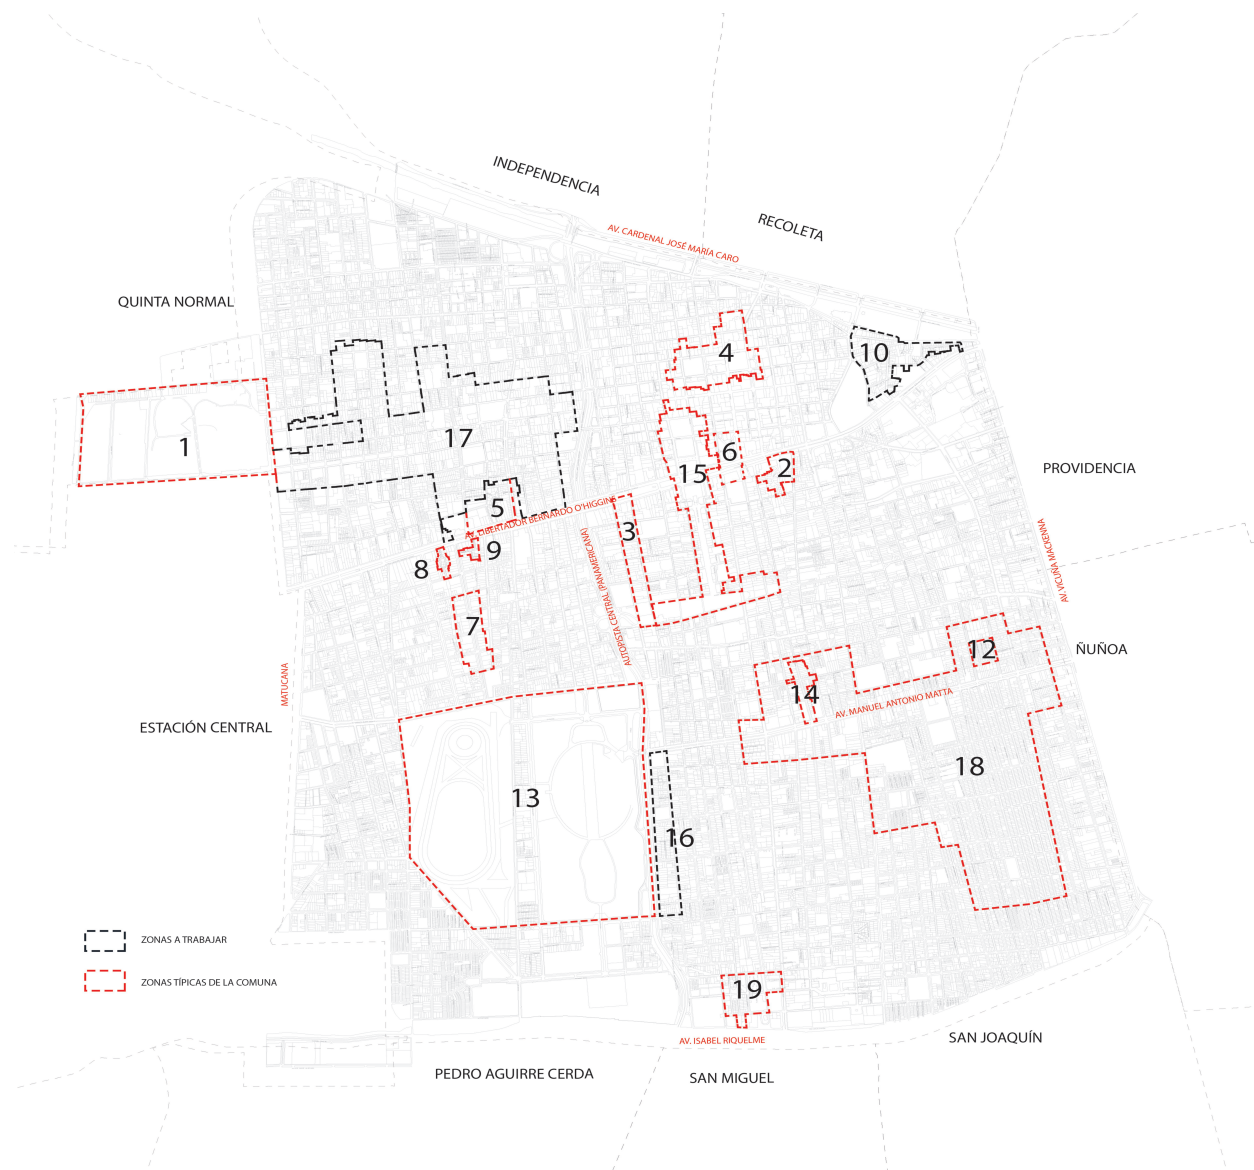 INDEPENDENCIA
RECOLETA
AV. CARDENAL JOSÉ MARÍA CARO
QUINTA NORMAL
4
10
1
17
6
15
2
PROVIDENCIA
5
AV. LIBERTADOR BERNARDO O'HIGGINS
3
9
8
AUTOPISTA CENTRAL (PANAMERICANA)
AV. VICUÑA MACKENNA
7
12
ÑUÑOA
MATUCANA
14
AV. MANUEL ANTONIO MATTA
ESTACIÓN CENTRAL
18
13
16
ZONAS A TRABAJAR
ZONAS TÍPICAS DE LA COMUNA
19
AV. ISABEL RIQUELME
SAN JOAQUÍN
PEDRO AGUIRRE CERDA
SAN MIGUEL